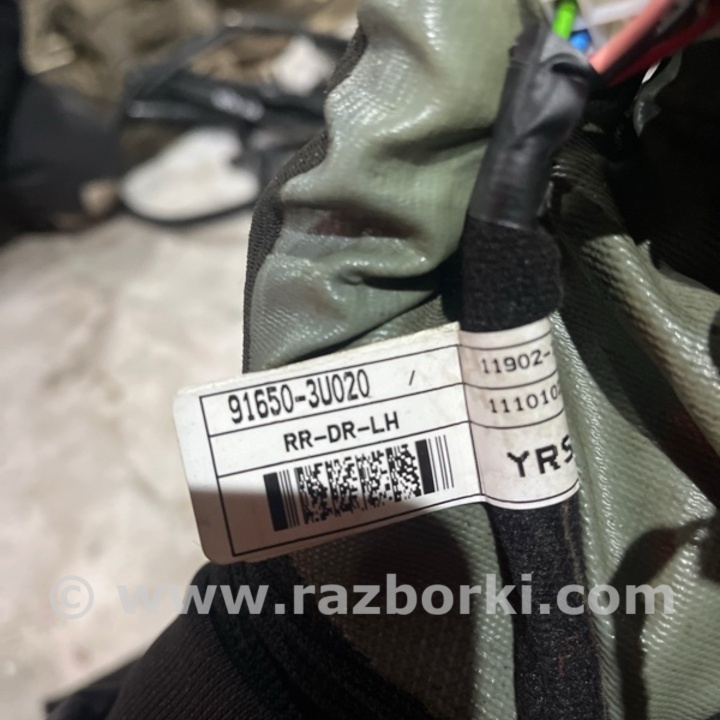 91650-3U020 /
RR-DR-LH
11902-
111010
YRS
© www.razborki.com